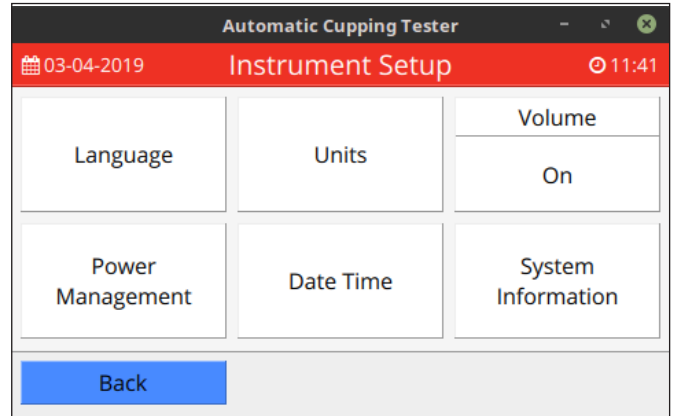 Automatic Cupping Tester
03-04-2019 Instrument Setup 11:41
Language
Units
Volume
On
Power
Management
Date Time
System
Information
Back